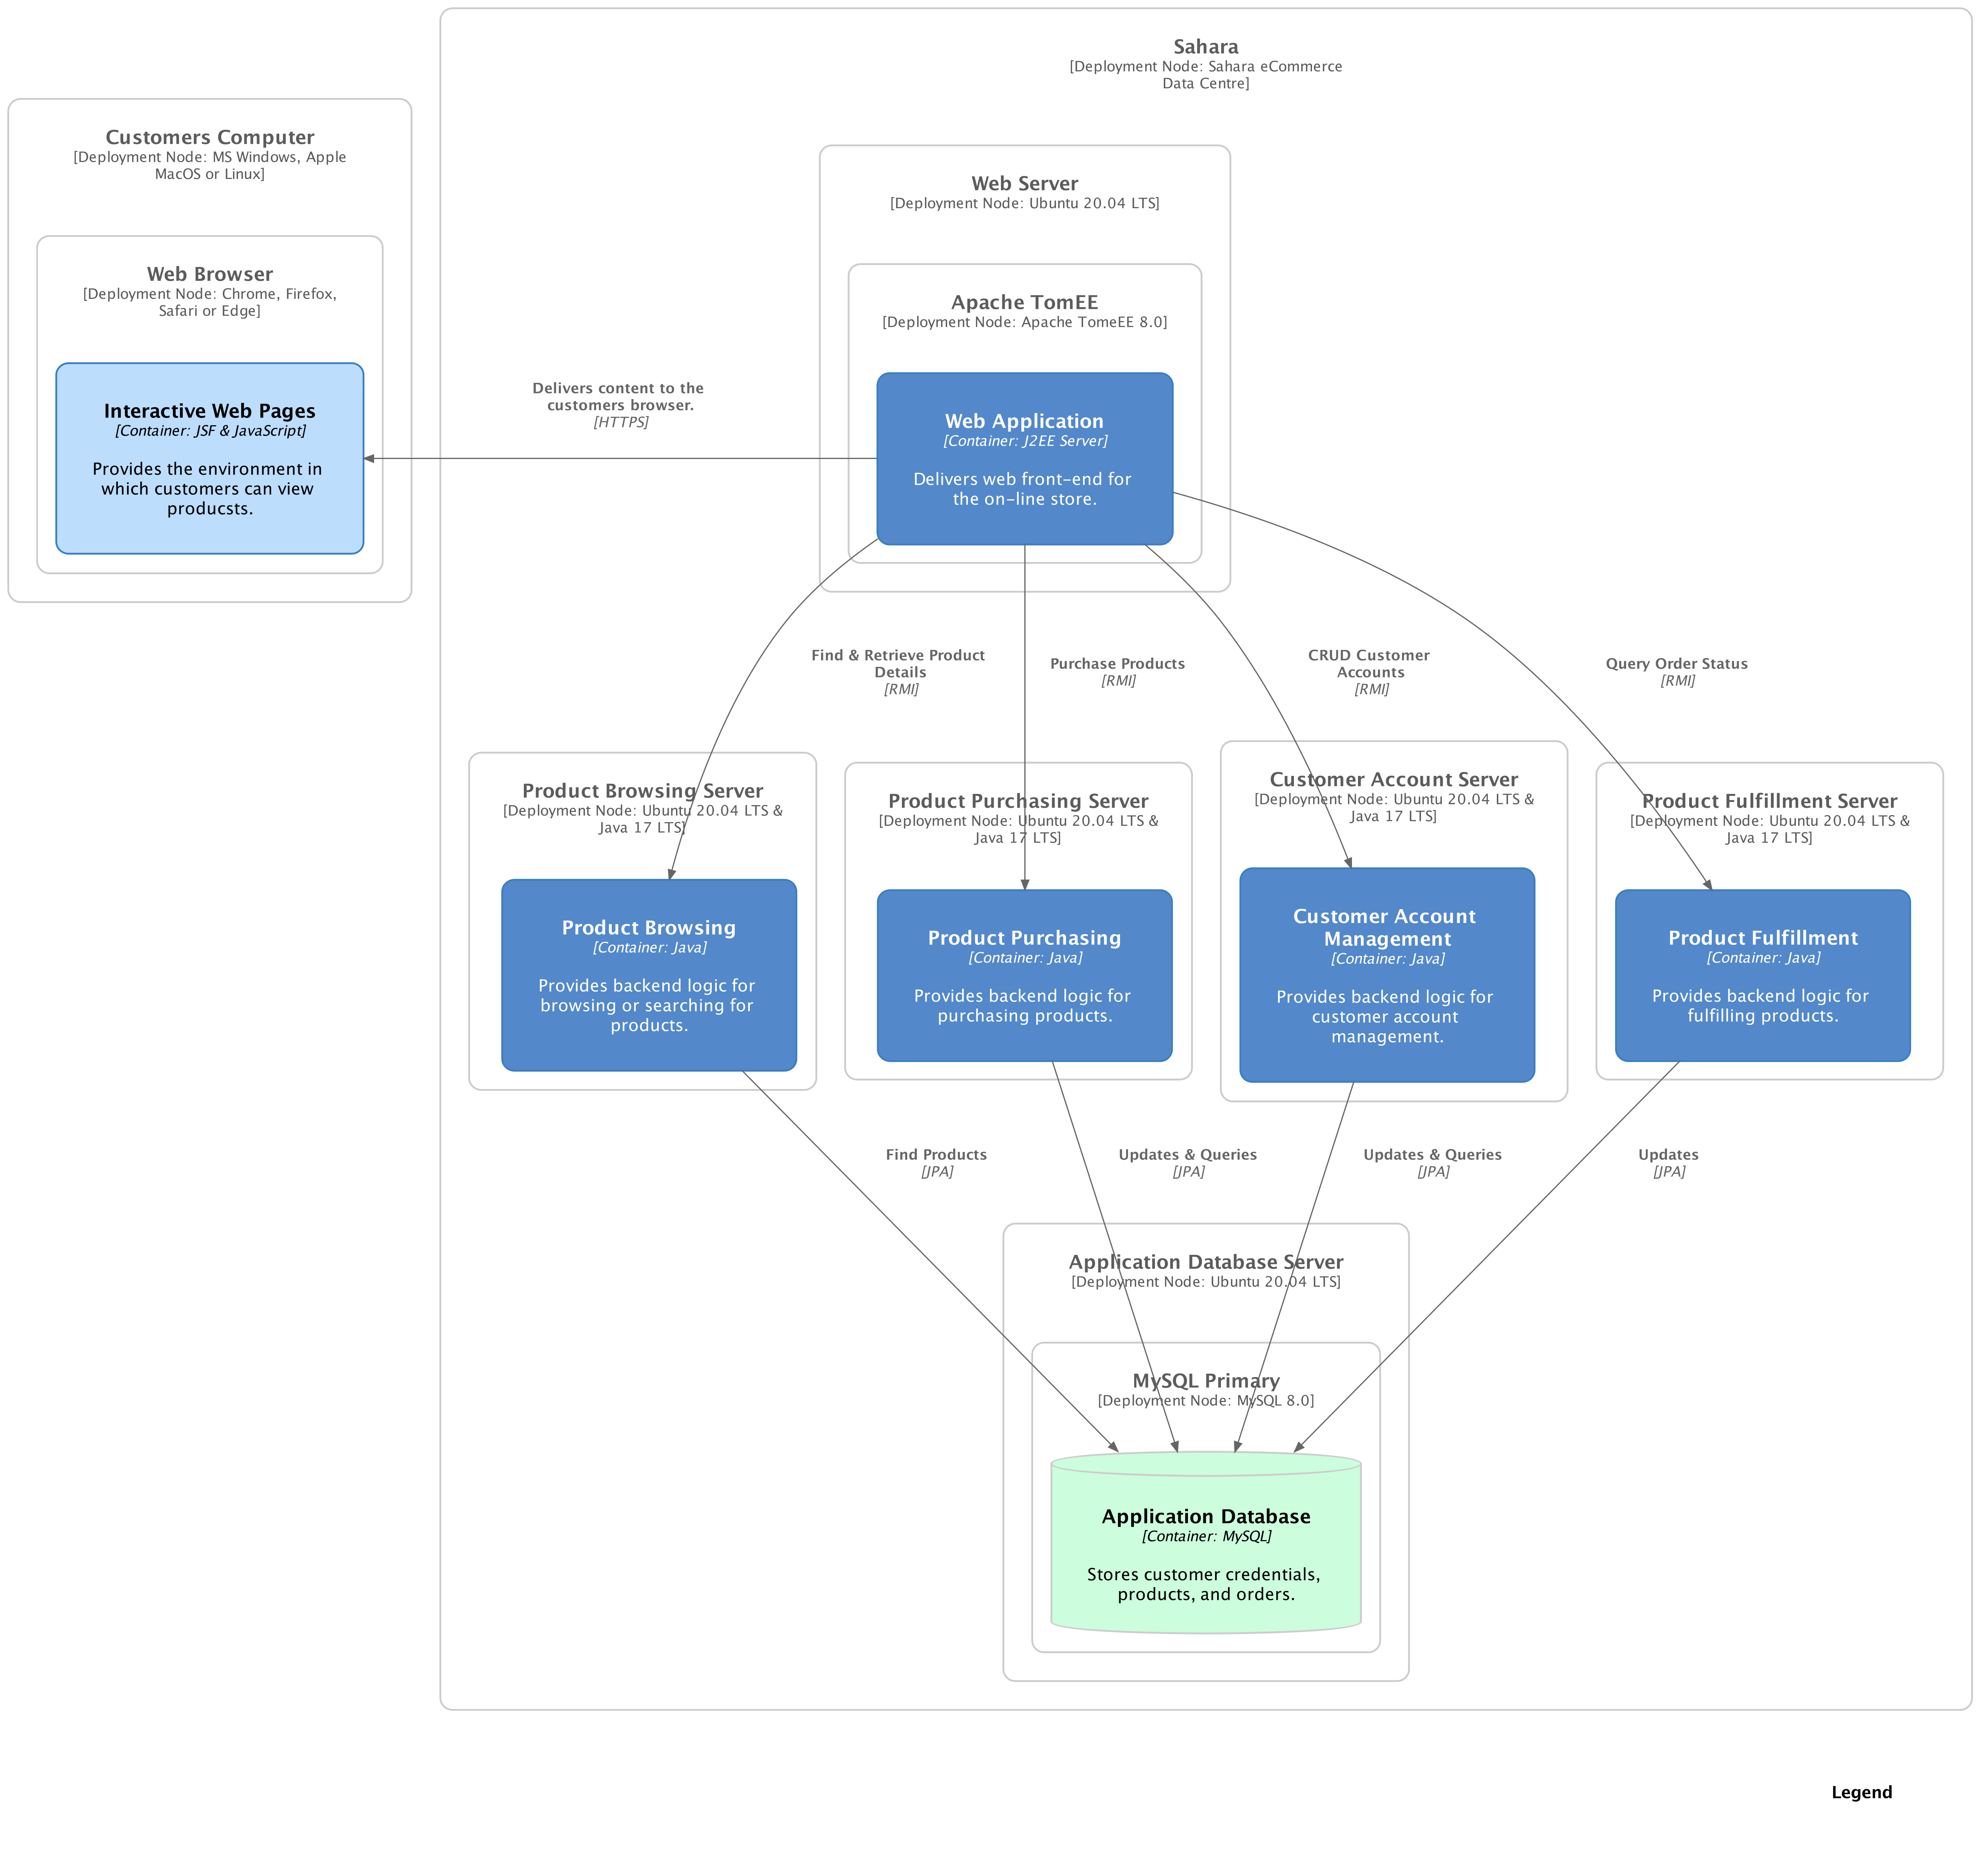 Sahara
[Deployment Node: Sahara eCommerce
Data Centre]
Customers Computer
[Deployment Node: MS Windows, Apple
MacOS or Linux]
Web Browser
[Deployment Node: Chrome, Firefox,
Safari or Edge]
Interactive Web Pages
[Container: JSF & JavaScript]
Provides the environment in
which customers can view
producsts.
Delivers content to the
customers browser.
[HTTPS]
Web Server
[Deployment Node: Ubuntu 20.04 LTS]
Apache TomEE
[Deployment Node: Apache TomeEE 8.0]
Web Application
[Container: J2EE Server]
Delivers web front-end for
the on-line store.
Find & Retrieve Product
Details
[RMI]
Purchase Products
[RMI]
CRUD Customer
Accounts
[RMI]
Query Order Status
[RMI]
Product Browsing Server
[Deployment Node: Ubuntu 20.04 LTS &
Java 17 LTS]
Product Browsing
[Container: Java]
Provides backend logic for
browsing or searching for
products.
Product Purchasing Server
[Deployment Node: Ubuntu 20.04 LTS &
Java 17 LTS]
Product Purchasing
[Container: Java]
Provides backend logic for
purchasing products.
Customer Account Server
[Deployment Node: Ubuntu 20.04 LTS &
Java 17 LTS]
Customer Account
Management
[Container: Java]
Provides backend logic for
customer account
management.
Product Fulfillment Server
[Deployment Node: Ubuntu 20.04 LTS &
Java 17 LTS]
Product Fulfillment
[Container: Java]
Provides backend logic for
fulfilling products.
Find Products
[JPA]
Updates & Queries
[JPA]
Updates & Queries
[JPA]
Updates
[JPA]
Application Database Server
[Deployment Node: Ubuntu 20.04 LTS]
MySQL Primary
[Deployment Node: MySQL 8.0]
Application Database
[Container: MySQL]
Stores customer credentials,
products, and orders.
Legend